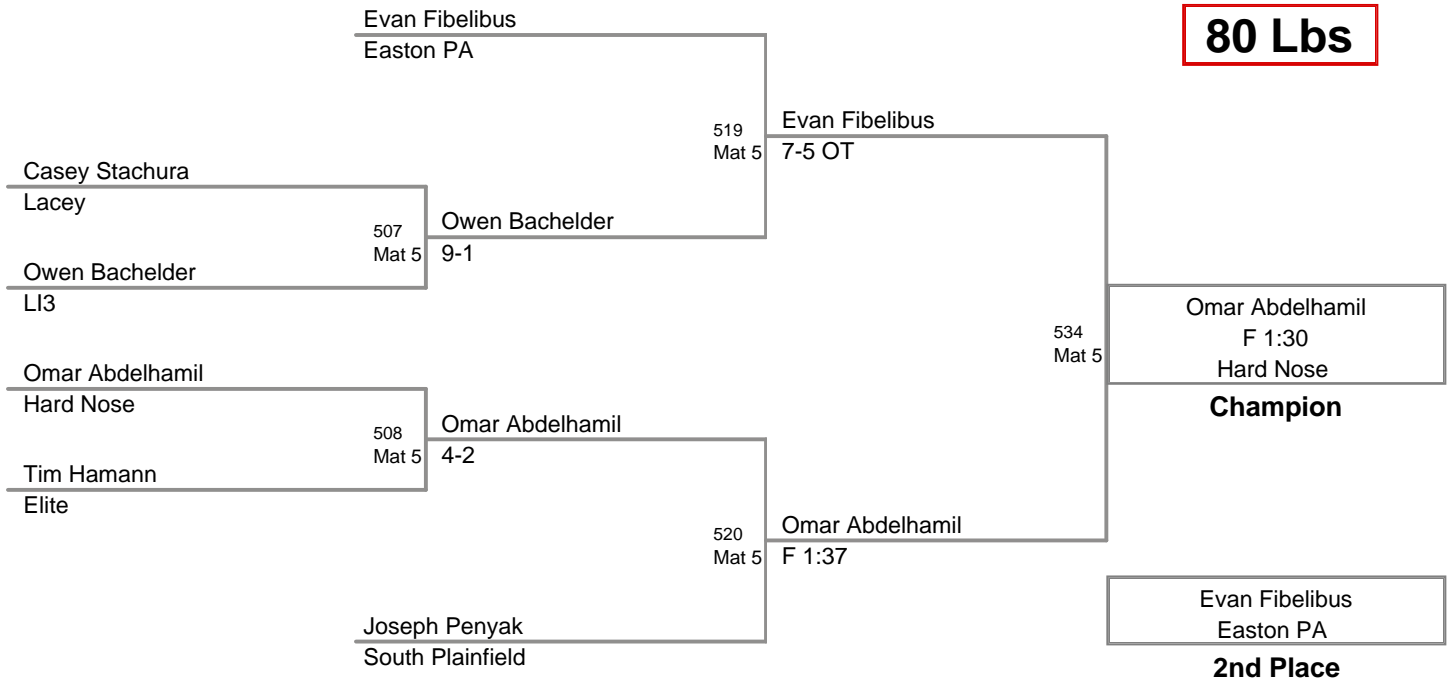 Evan Fibelibus
Easton PA
80 Lbs
519
Mat 5
Evan Fibelibus
7-5 OT
Casey Stachura
Lacey
507
Mat 5
Owen Bachelder
9-1
Owen Bachelder
LI3
Omar Abdelhamil
F 1:30
Hard Nose
Champion
534
Mat 5
Omar Abdelhamil
Hard Nose
508
Mat 5
Omar Abdelhamil
4-2
Tim Hamann
Elite
520
Mat 5
Omar Abdelhamil
F 1:37
Joseph Penyak
South Plainfield
Evan Fibelibus
Easton PA
2nd Place